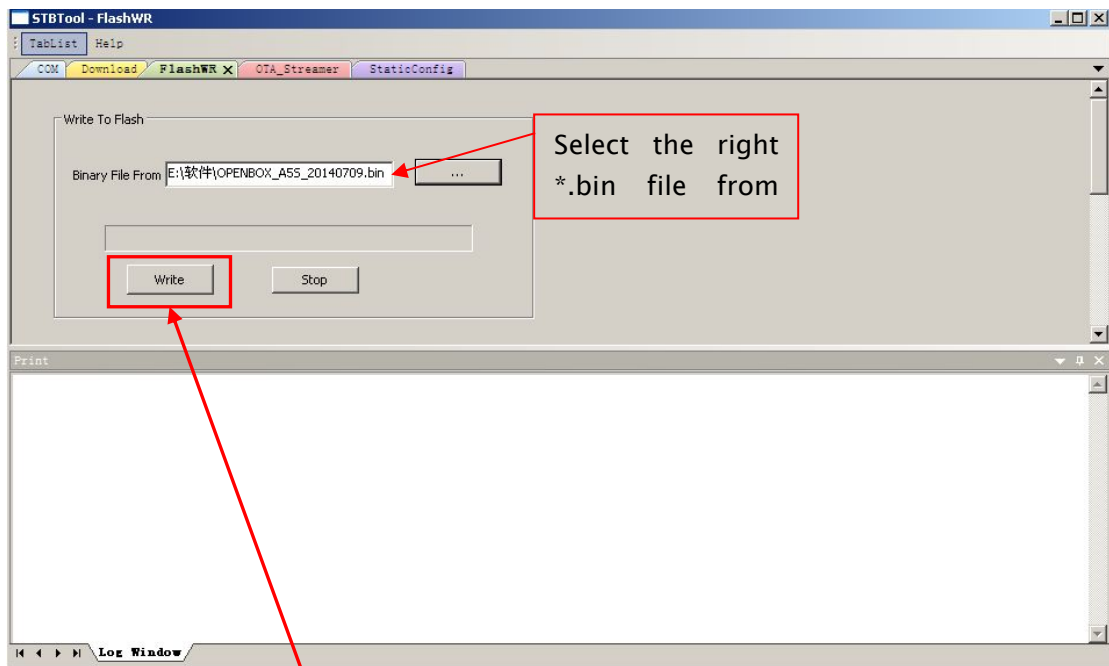 STBTool - FlashWR
TabList Help
COM Download FlashWR X OTA_Streamer StaticConfig
Write To Flash
Binary File From E:\软件\OPENBOX_A5S_20140709.bin ...
Select the right
*.bin file from
Write Stop
Print
Log Window